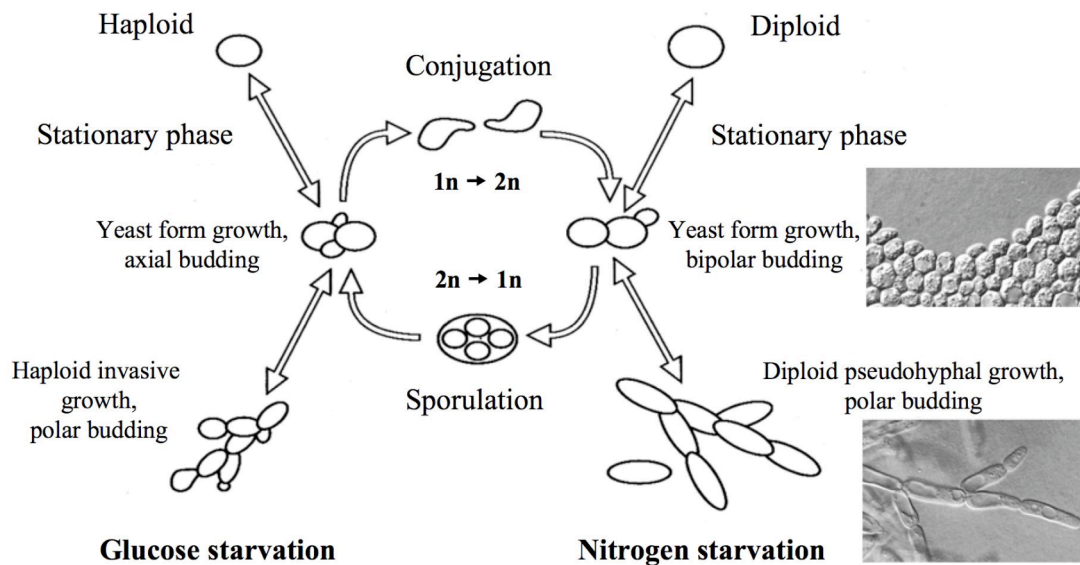 Haploid
Diploid
Conjugation
Stationary phase
Stationary phase
1n → 2n
Yeast form growth,
axial budding
Yeast form growth,
bipolar budding
2n → 1n
Haploid invasive
growth,
polar budding
Sporulation
Diploid pseudohyphal growth,
polar budding
Glucose starvation
Nitrogen starvation